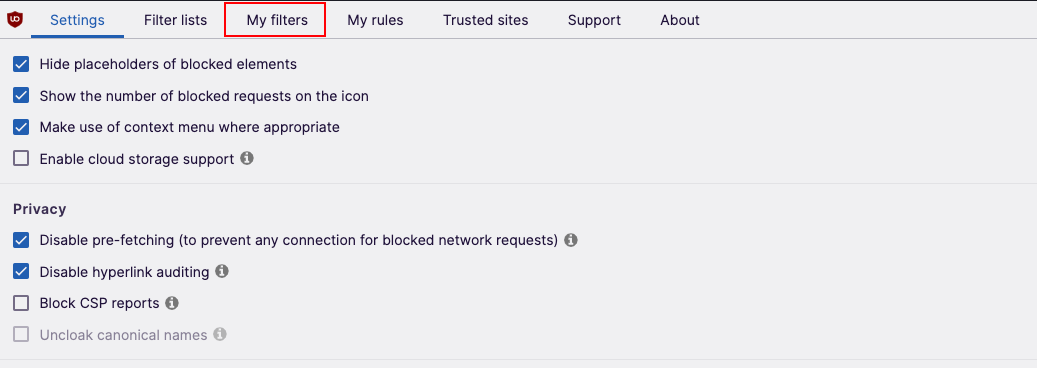 Settings Filter lists My filters My rules Trusted sites Support About
Hide placeholders of blocked elements
Show the number of blocked requests on the icon
Make use of context menu where appropriate
Enable cloud storage support
Privacy
Disable pre-fetching (to prevent any connection for blocked network requests)
Disable hyperlink auditing
Block CSP reports
Uncloak canonical names